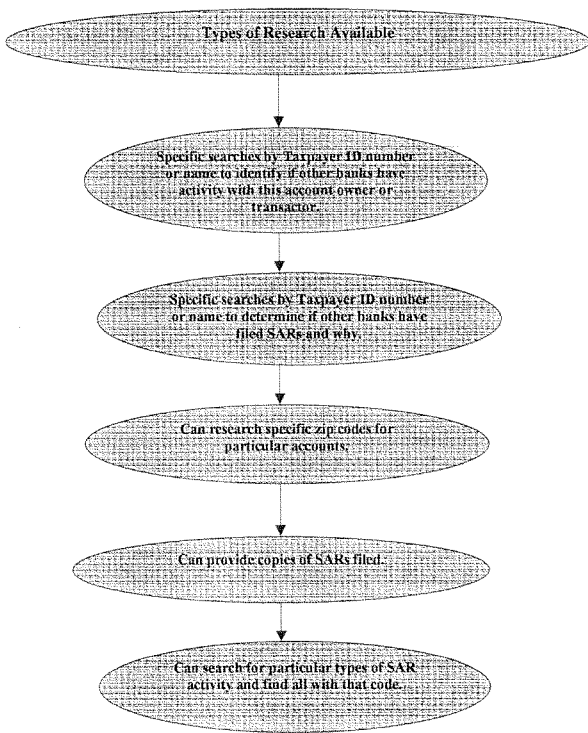 Types of Research Available
Specific searches by Taxpayer ID number
or name to identify if other banks have
activity with this account owner or
transactor.
Specific searches by Taxpayer ID number
or name to determine if other banks have
filed SARs and why.
Can research specific zip codes for
particular accounts.
Can provide copies of SARs filed.
Can search for particular types of SAR
activity and find all with that code.